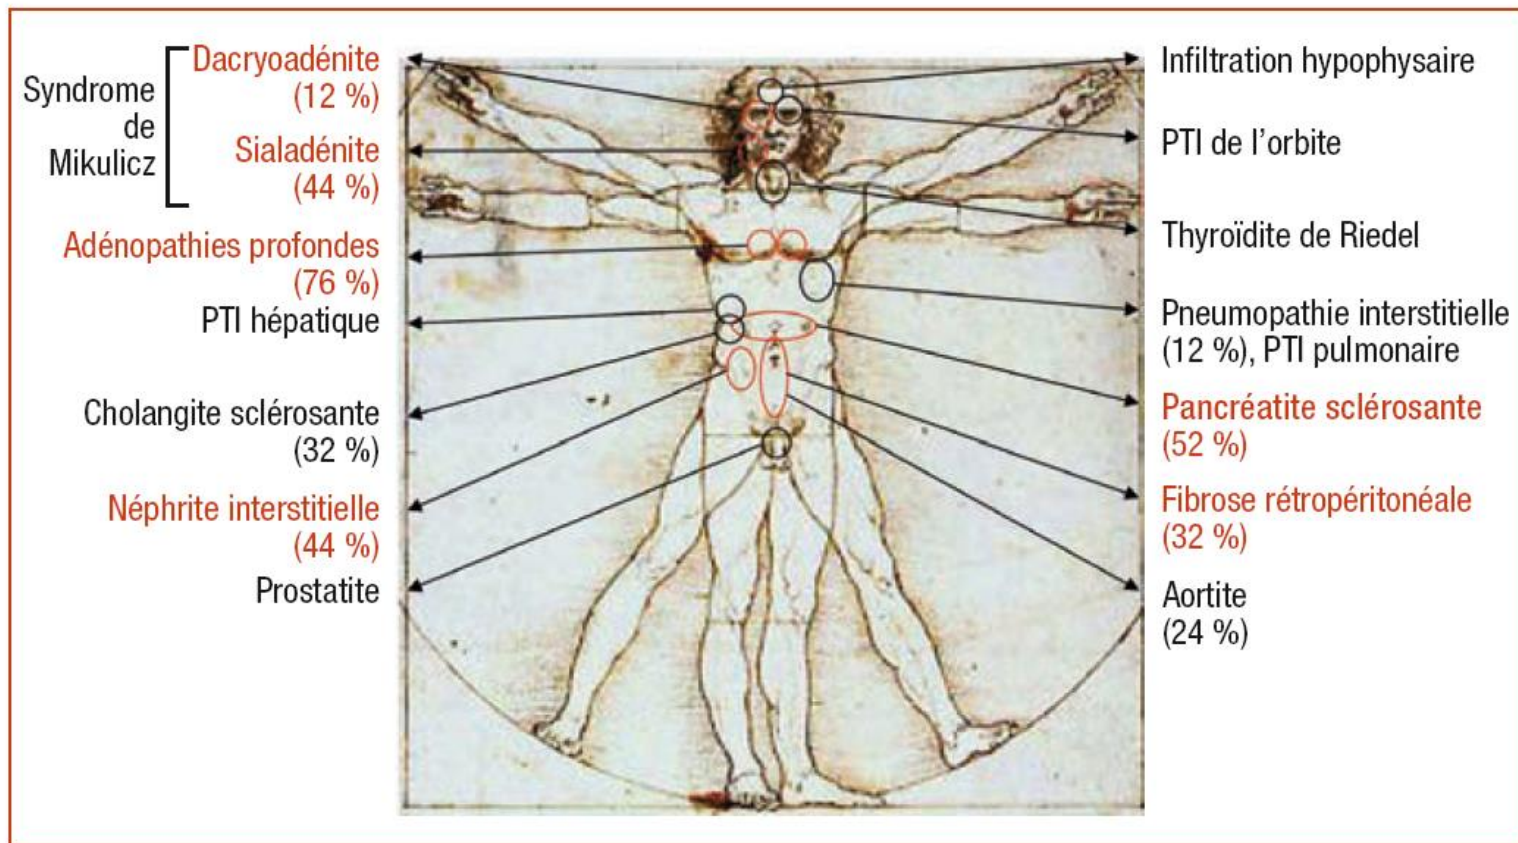 Syndrome
de
Mikulicz
Dacryoadénite
(12 %)
Sialadénite
(44 %)
Adénopathies profondes
(76 %)
PTI hépatique
Cholangite sclérosante
(32 %)
Néphrite interstitielle
(44 %)
Prostatite
Infiltration hypophysaire
PTI de l’orbite
Thyroïdite de Riedel
Pneumopathie interstitielle
(12 %), PTI pulmonaire
Pancréatite sclérosante
(52 %)
Fibrose rétropéritonéale
(32 %)
Aortite
(24 %)